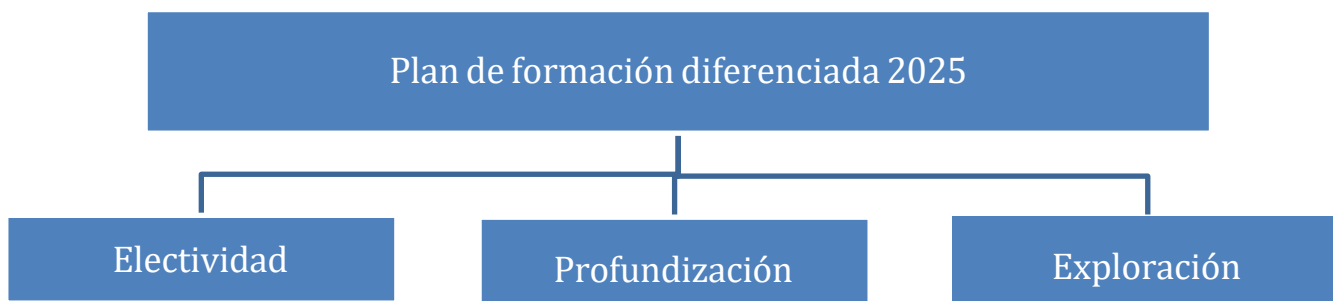 Plan de formación diferenciada 2025
Electividad
Profundización
Exploración